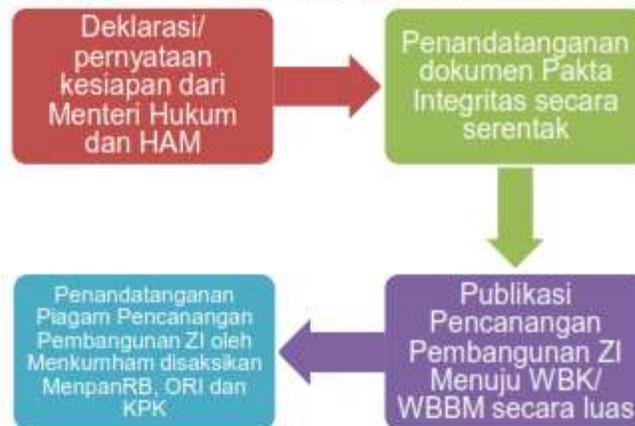 Deklarasi/
pernyataan
kesiapan dari
Menteri Hukum
dan HAM
Penandatanganan
dokumen Pakta
Integritas secara
serentak
Publikasi
Pencanangan
Pembangunan ZI
Menuju WBK/
WBBM secara luas
Penandatanganan
Piagam Pencanangan
Pembangunan ZI oleh
Menkumham disaksikan
MenpanRB, ORI dan
KPK